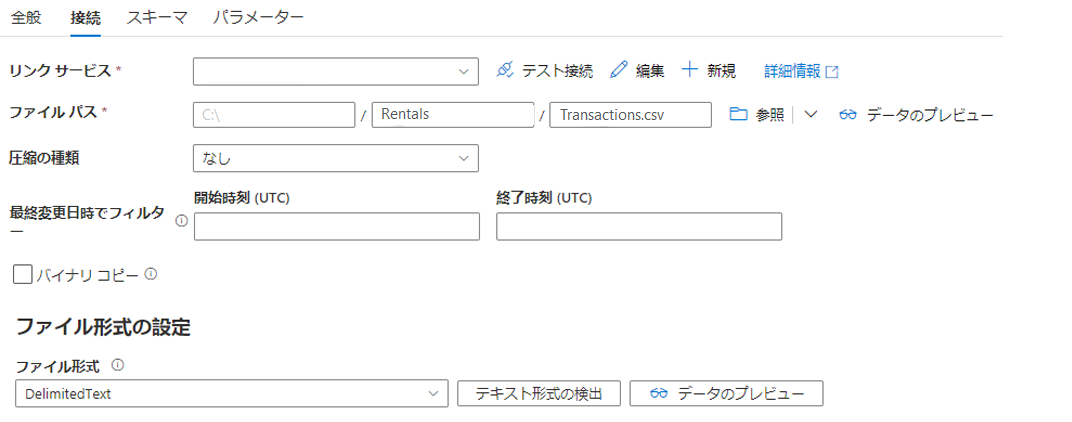 全般 接続 スキーマ パラメーター
リンク サービス * テスト接続 編集 新規 詳細情報
ファイル パス * C:\ / Rentals / Transactions.csv 参照 データのプレビュー
圧縮の種類 なし
開始時刻 (UTC) 終了時刻 (UTC)
最終変更日時でフィルタ
ー
バイナリ コピー
ファイル形式の設定
ファイル形式
DelimitedText テキスト形式の検出 データのプレビュー